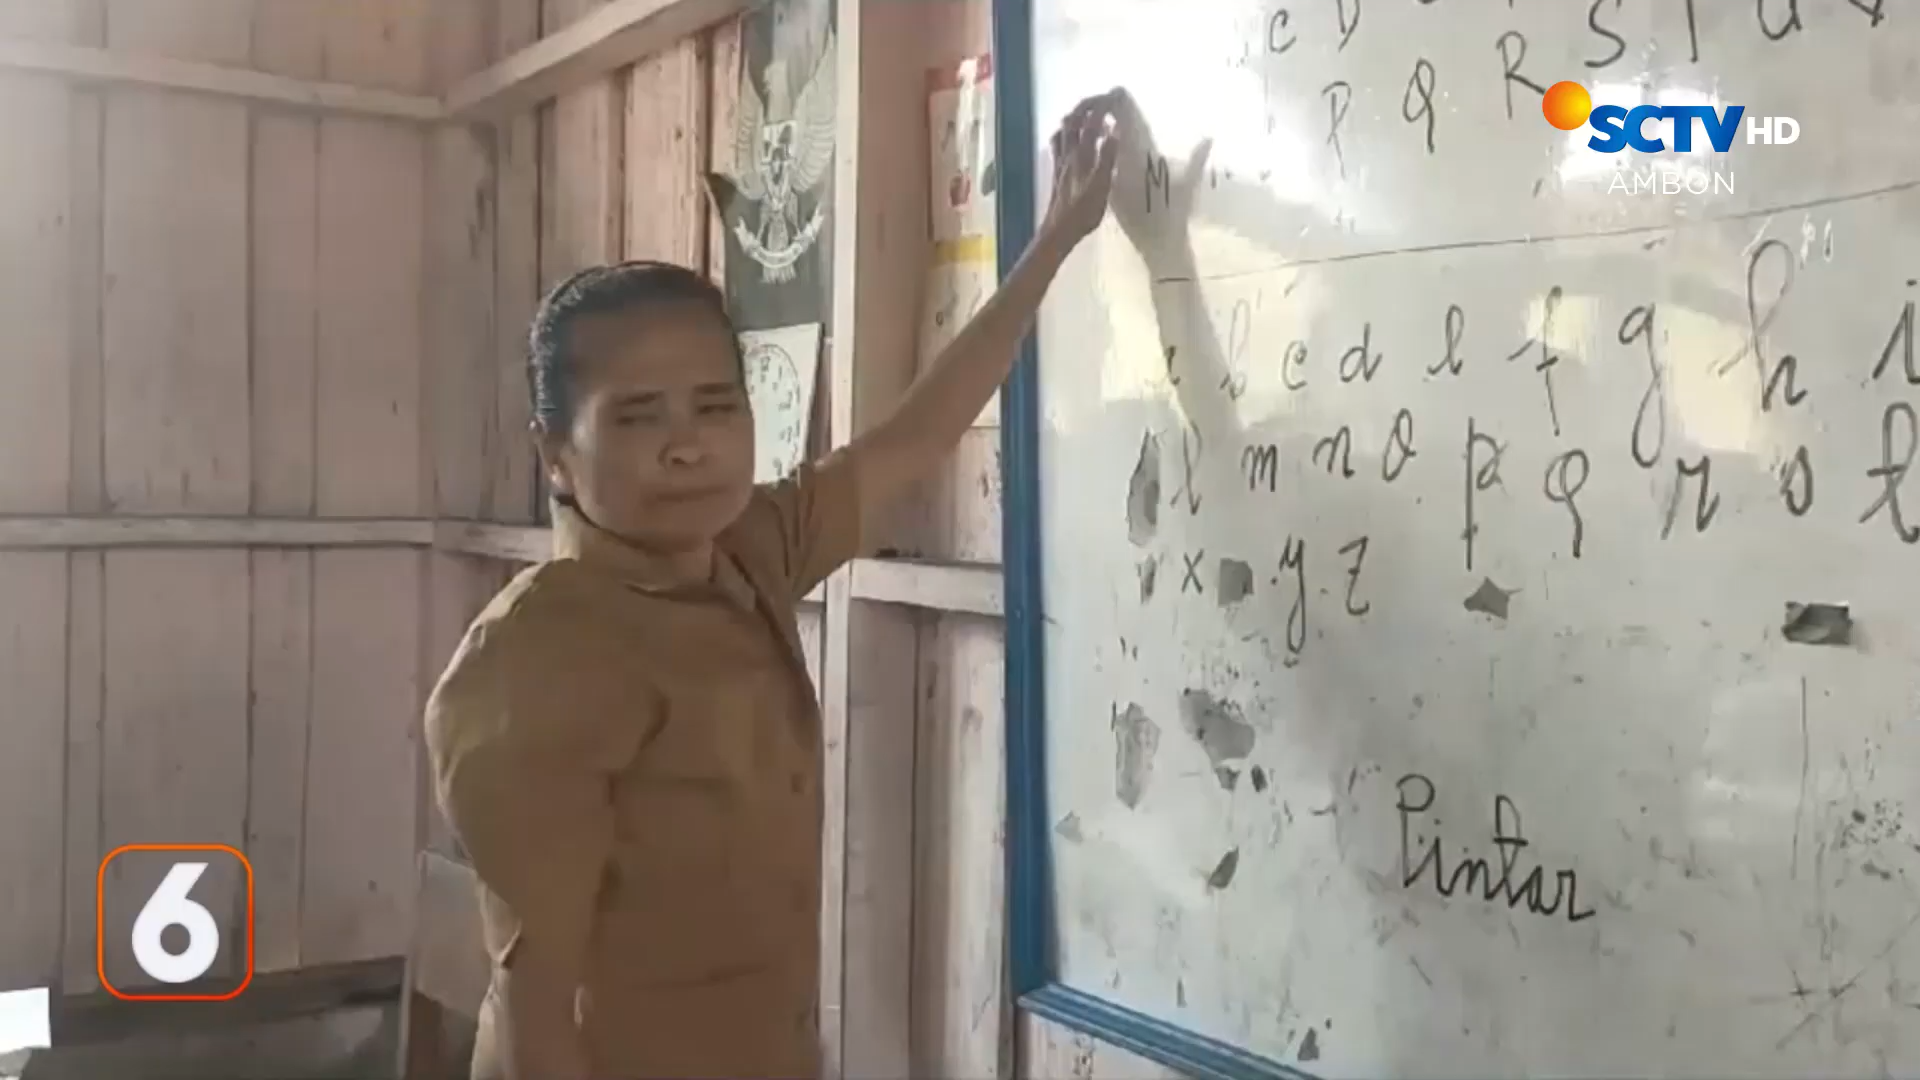 C D
P Q R S T U V
SCTV HD
AMBON
M
a b c d e f g h i
l m n o p q r s t
v x y z
Pintar
6